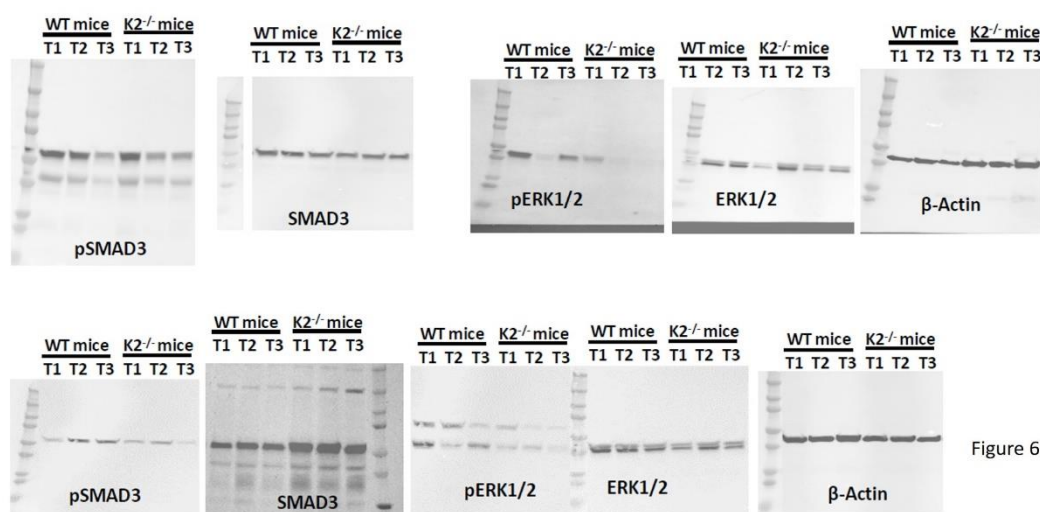 WT mice K2-/- mice
T1 T2 T3 T1 T2 T3
pSMAD3
WT mice K2-/- mice
T1 T2 T3 T1 T2 T3
SMAD3
WT mice K2-/- mice
T1 T2 T3 T1 T2 T3
pERK1/2
WT mice K2-/- mice
T1 T2 T3 T1 T2 T3
ERK1/2
WT mice K2-/- mice
T1 T2 T3 T1 T2 T3
β-Actin
WT mice K2-/- mice
T1 T2 T3 T1 T2 T3
pSMAD3
WT mice K2-/- mice
T1 T2 T3 T1 T2 T3
SMAD3
WT mice K2-/- mice
T1 T2 T3 T1 T2 T3
pERK1/2
WT mice K2-/- mice
T1 T2 T3 T1 T2 T3
ERK1/2
WT mice K2-/- mice
T1 T2 T3 T1 T2 T3
β-Actin
Figure 6